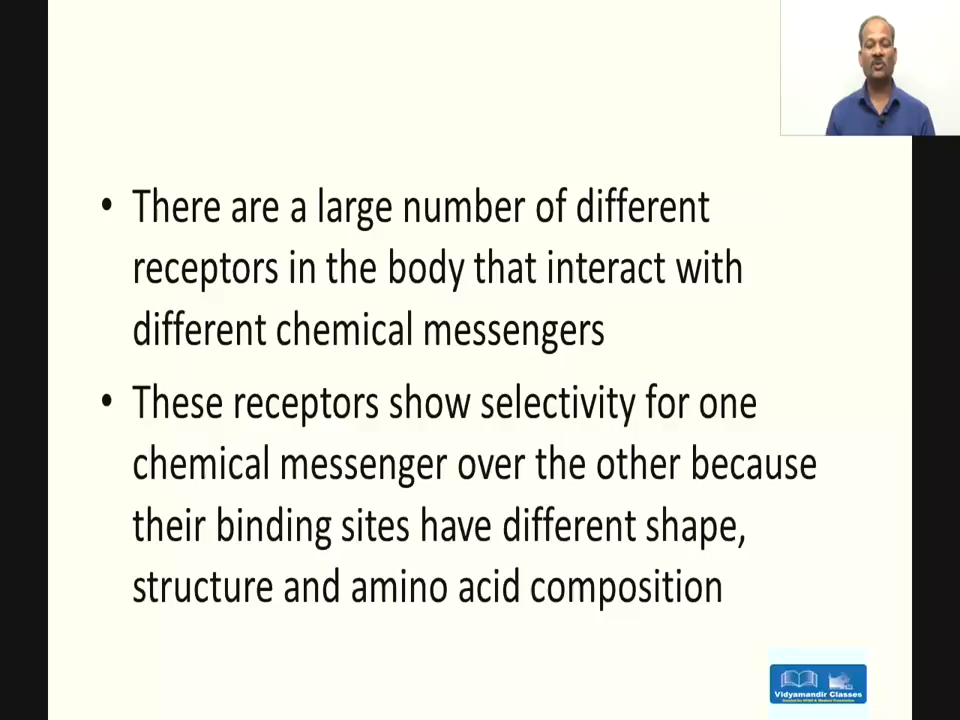 • There are a large number of different
receptors in the body that interact with
different chemical messengers
• These receptors show selectivity for one
chemical messenger over the other because
their binding sites have different shape,
structure and amino acid composition
Vidyamandir Classes